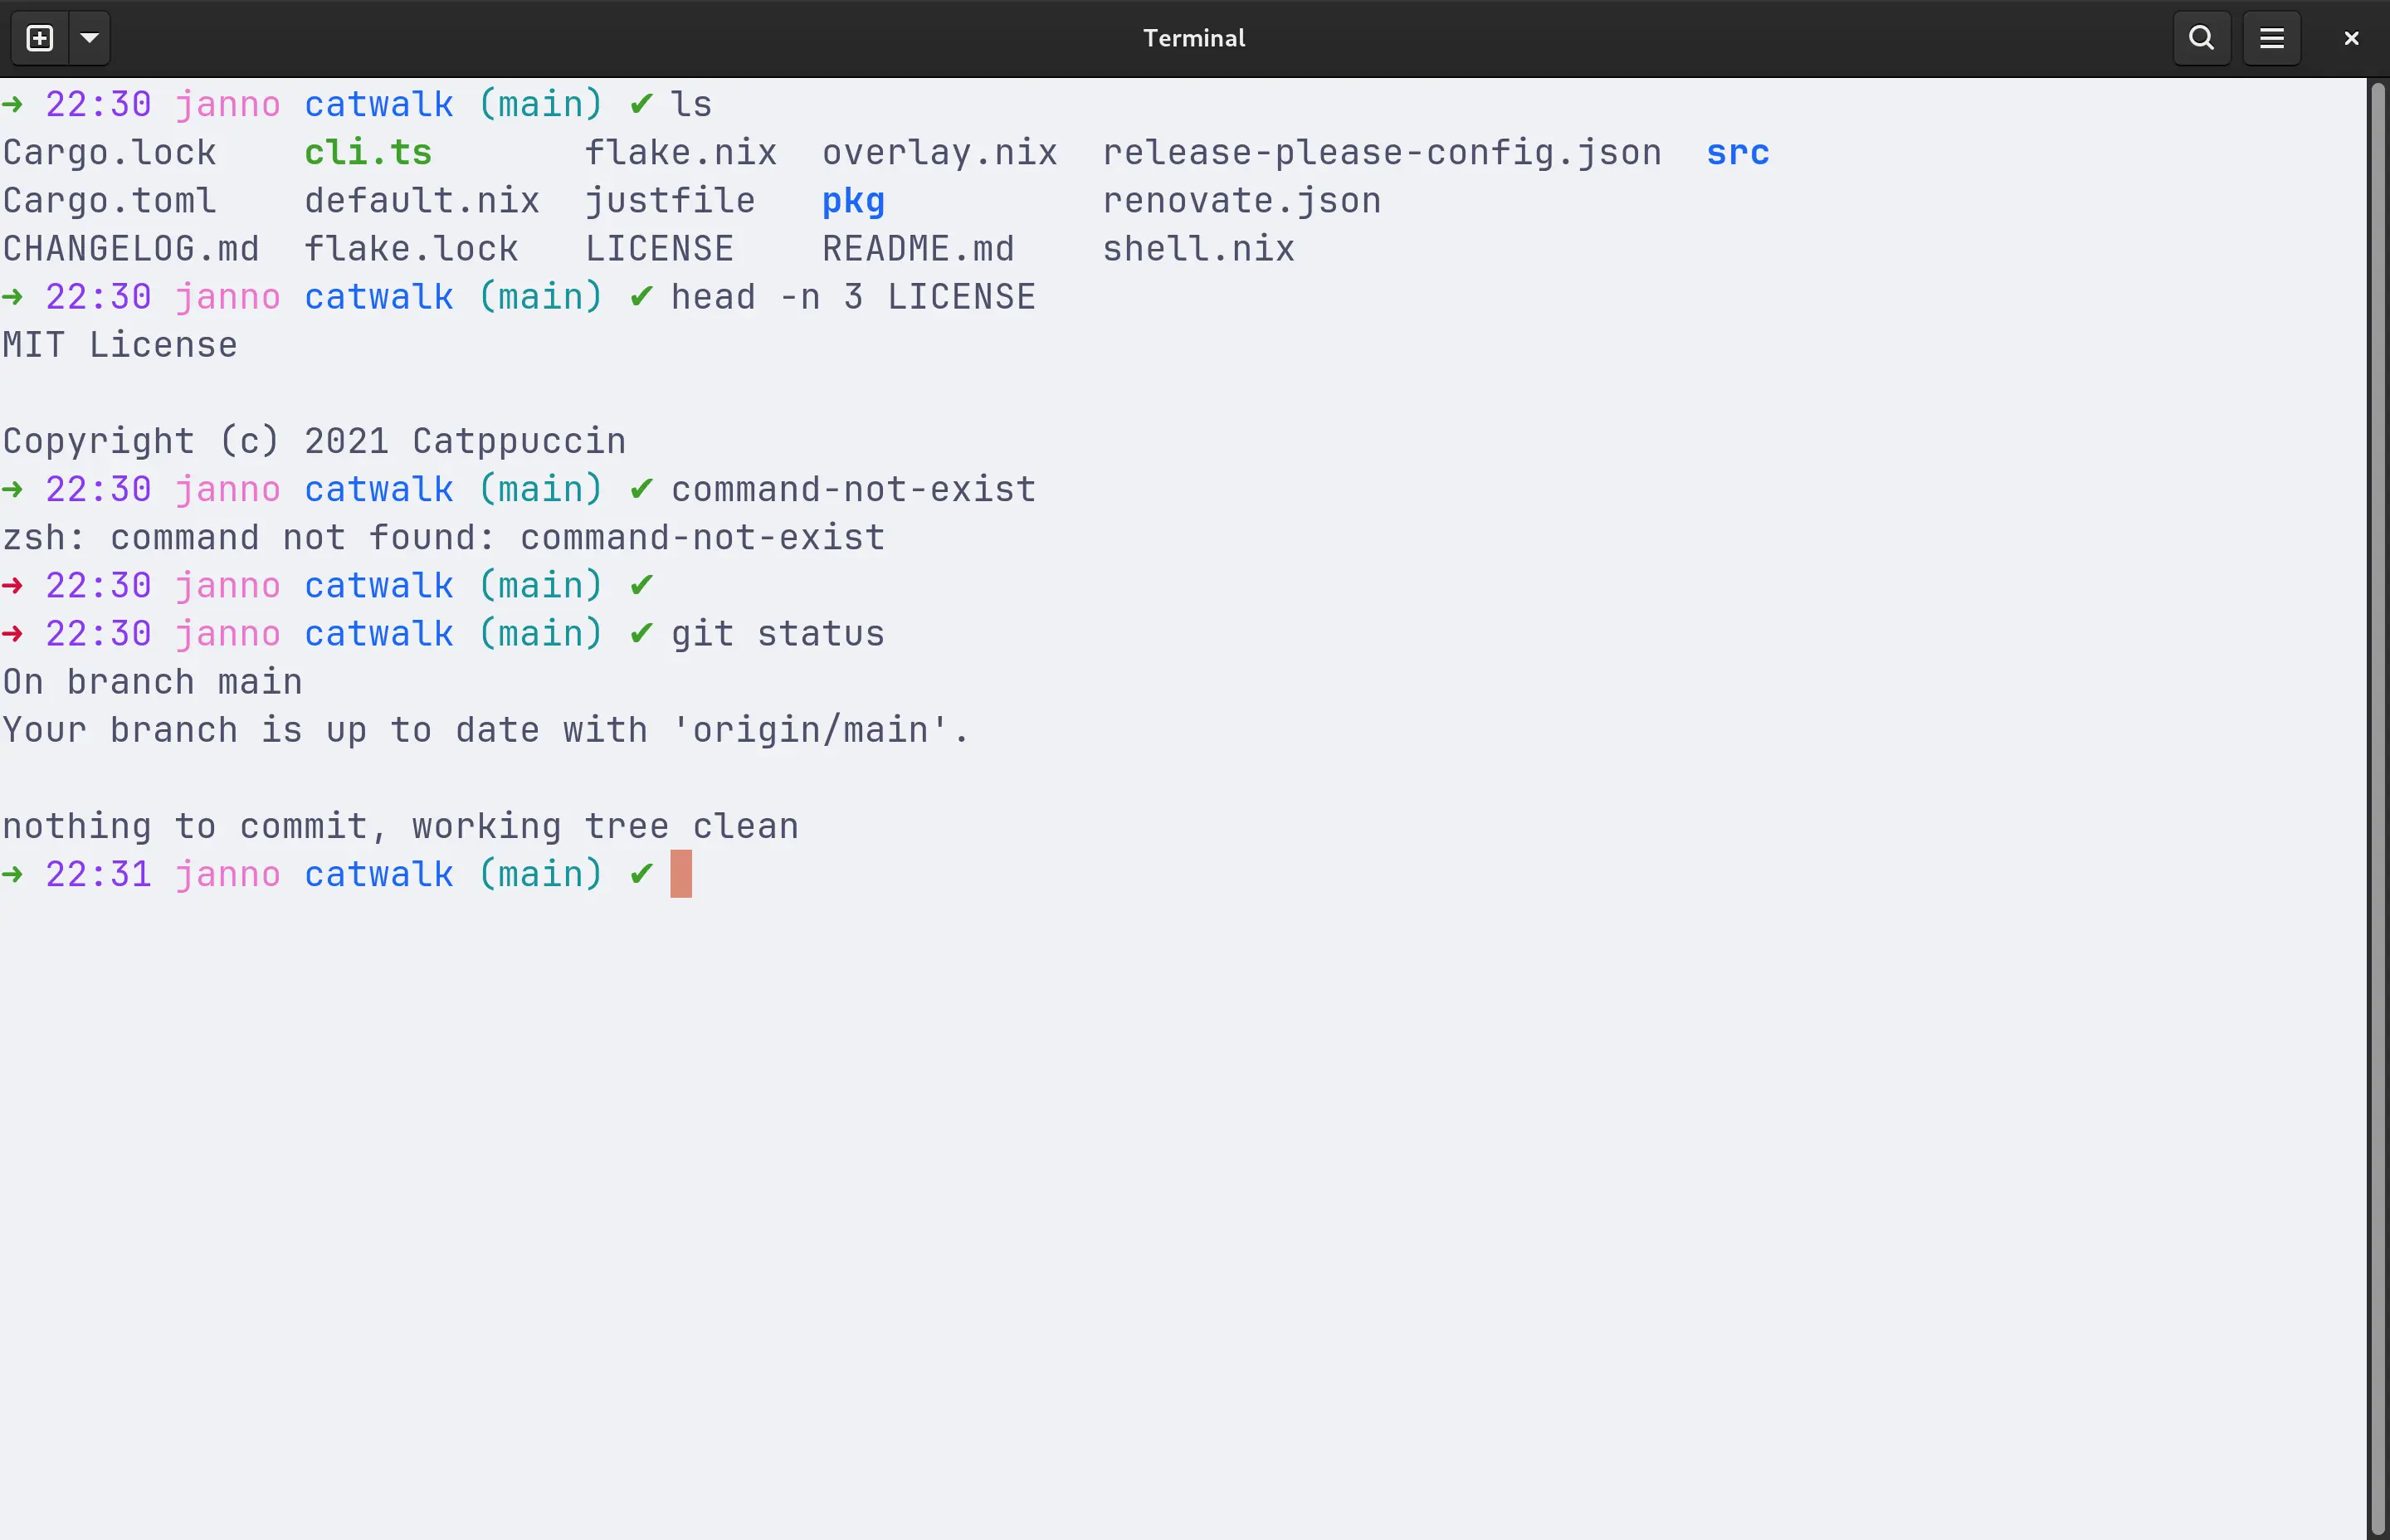 Terminal
➜ 22:30 janno catwalk (main) ✔ ls
Cargo.lock    cli.ts       flake.nix  overlay.nix  release-please-config.json  src
Cargo.toml    default.nix  justfile   pkg          renovate.json
CHANGELOG.md  flake.lock   LICENSE    README.md    shell.nix
➜ 22:30 janno catwalk (main) ✔ head -n 3 LICENSE
MIT License
Copyright (c) 2021 Catppuccin
➜ 22:30 janno catwalk (main) ✔ command-not-exist
zsh: command not found: command-not-exist
➜ 22:30 janno catwalk (main) ✔
➜ 22:30 janno catwalk (main) ✔ git status
On branch main
Your branch is up to date with 'origin/main'.
nothing to commit, working tree clean
➜ 22:31 janno catwalk (main) ✔